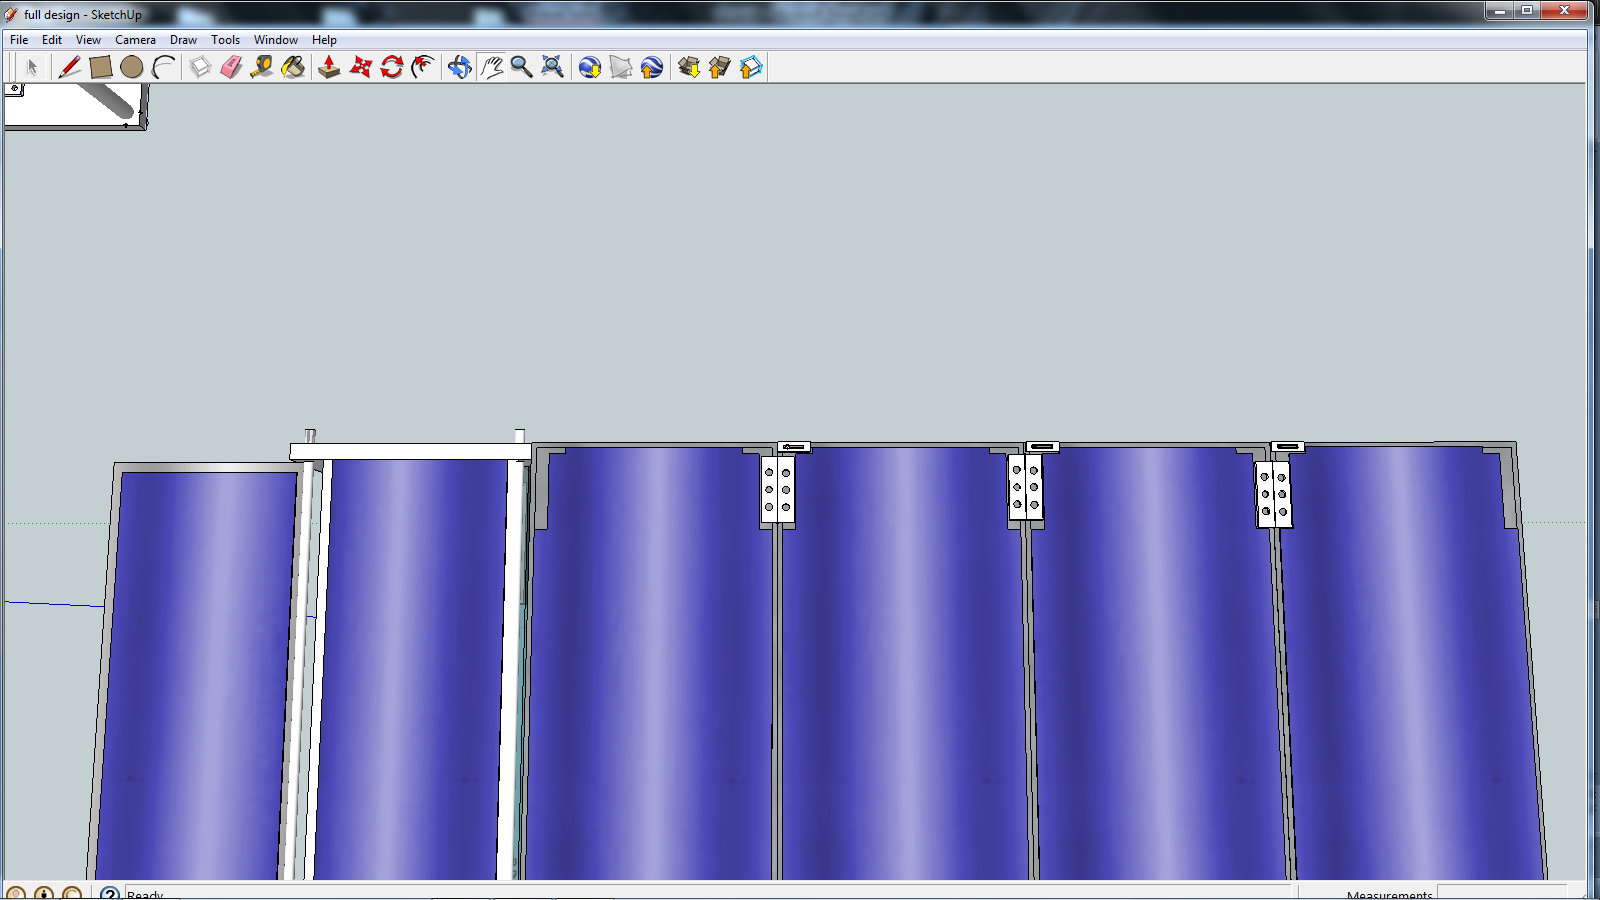 full design - SketchUp
File Edit View Camera Draw Tools Window Help
Ready
Measurements